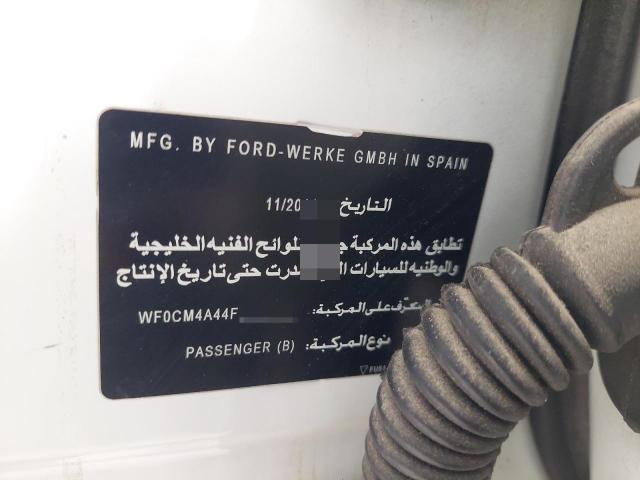 MFG. BY FORD-WERKE GMBH IN SPAIN
التاريخ 11/20
تطابق هذه المركبة لوائح الفنيه الخليجية
والوطنيه للسيارات حتى تاريخ الإنتاج
على المركبة: WF0CM4A44F
نوع المركبة: PASSENGER (B)